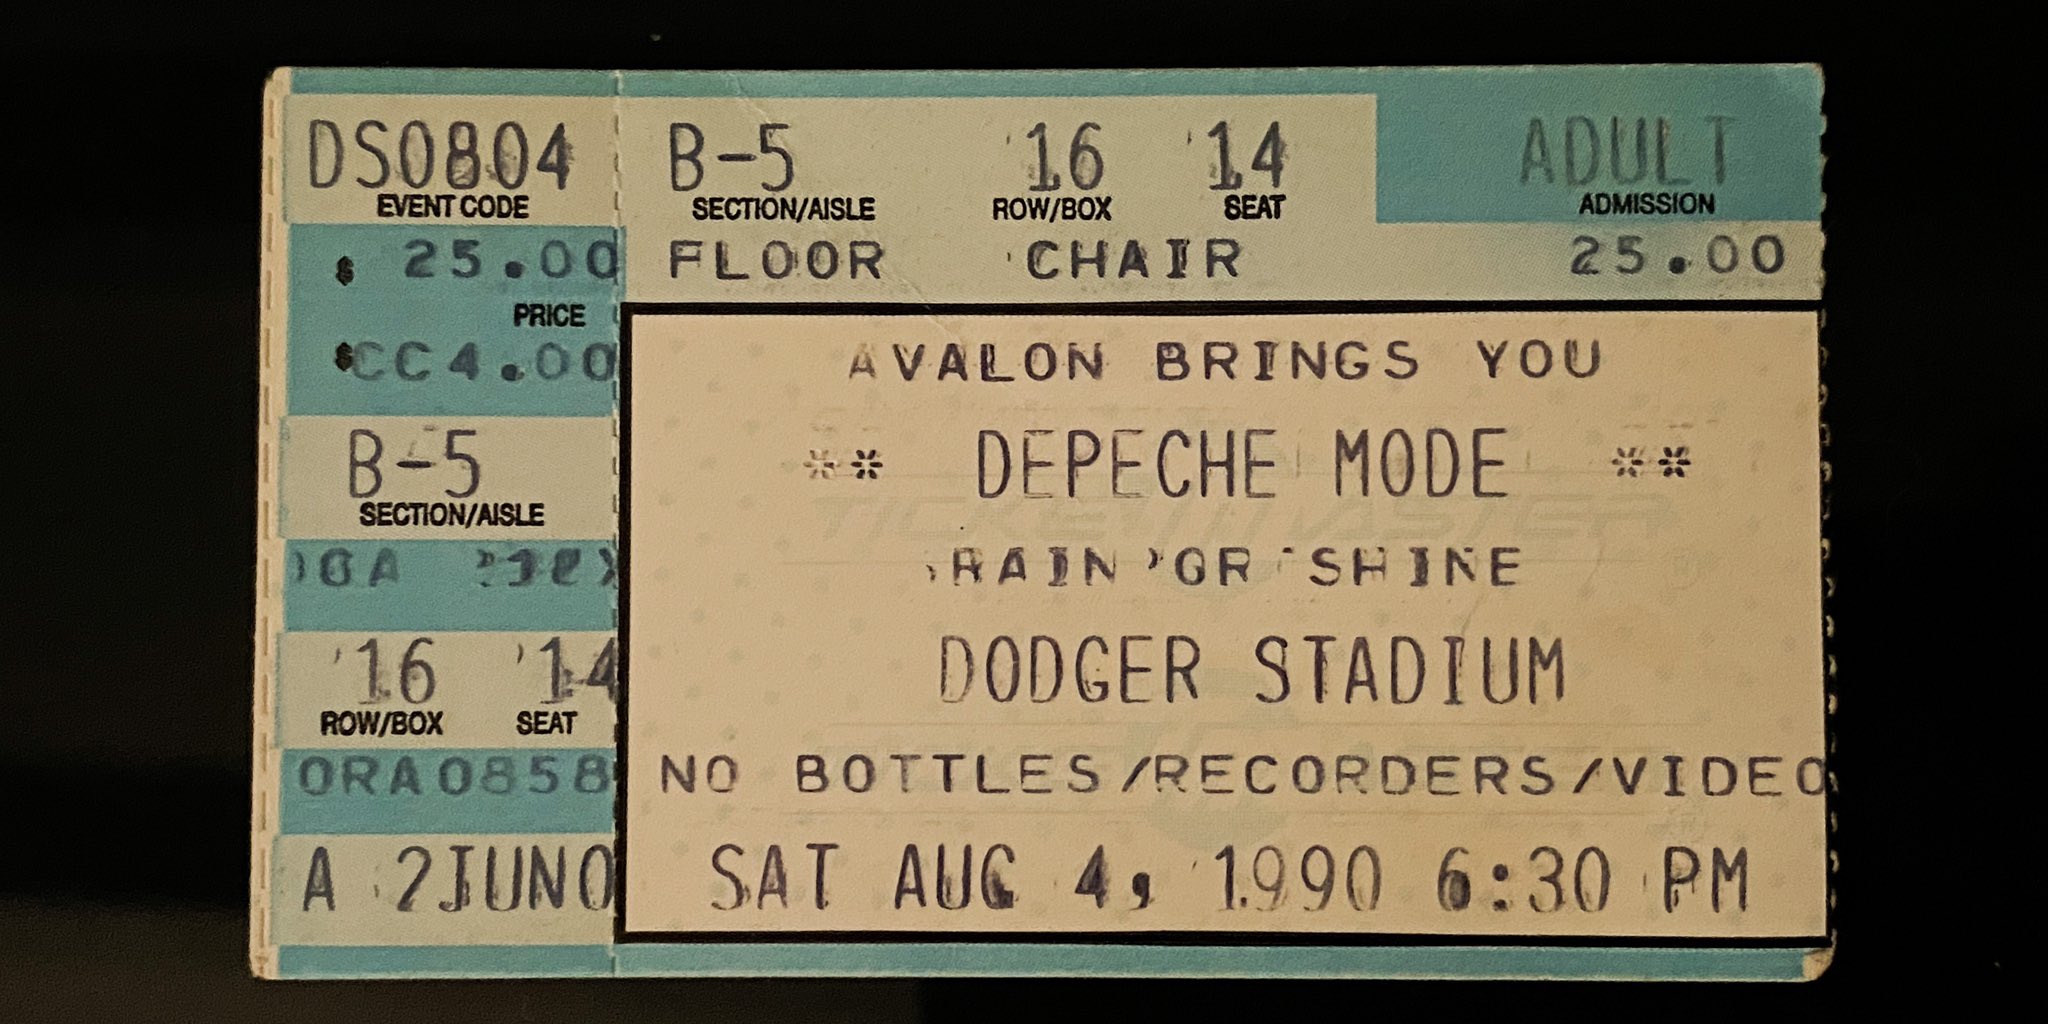 DS0804
EVENT CODE
$ 25.00
PRICE
$CC4.00
B-5
SECTION/AISLE
16 14
ROW/BOX SEAT
ORA0858
A 2JUN0
B-5 16 14 ADULT
SECTION/AISLE ROW/BOX SEAT ADMISSION
FLOOR CHAIR 25.00
AVALON BRINGS YOU
** DEPECHE MODE **
TICKETMASTER
RAIN OR SHINE
DODGER STADIUM
NO BOTTLES/RECORDERS/VIDEO
SAT AUG 4, 1990 6:30 PM